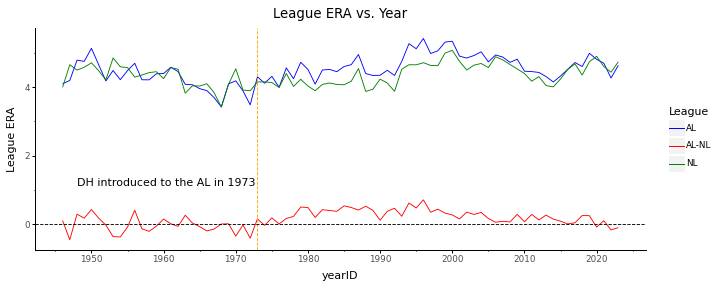 League ERA vs. Year
League ERA
4
2
0
DH introduced to the AL in 1973
1950
1960
1970
1980
1990
2000
2010
2020
yearID
League
AL
AL-NL
NL